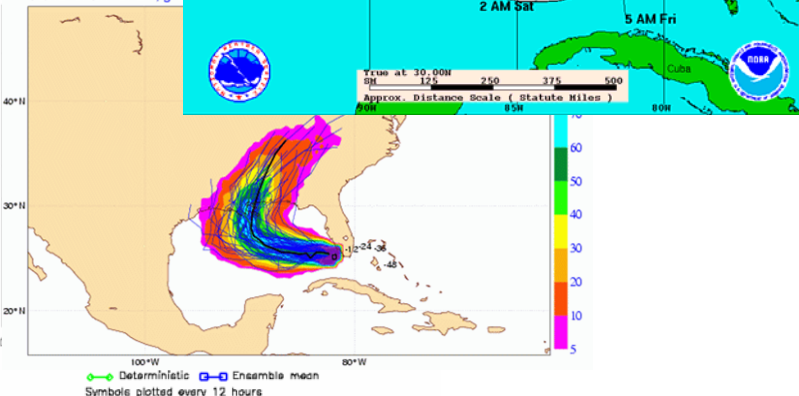 2 AM Sat
5 AM Fri
Cuba
NOAA
True at 30.00N
SM 125 250 375 500
Approx. Distance Scale ( Statute Miles )
90W 85W 80W
40°N
30°N
20°N
60
50
40
30
20
10
5
-12 -24 -36
-48
100°W 80°W
Deterministic Ensemble mean
Symbols plotted every 12 hours